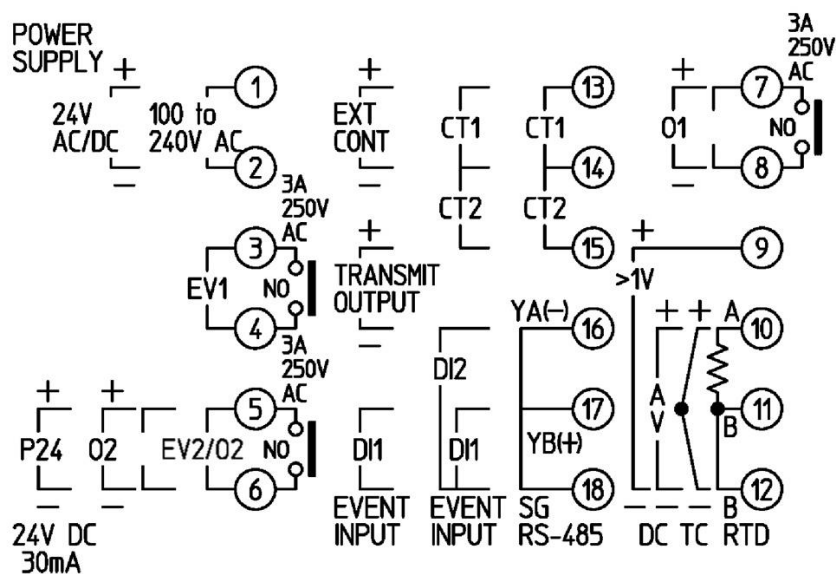 POWER
SUPPLY
+
24V
AC/DC
−
100 to
240V AC
1
2
3A
250V
AC
3
EV1
NO
4
3A
250V
AC
+
P24
−
24V DC
30mA
+
O2
−
EV2/O2
5
NO
6
+
EXT
CONT
−
+
TRANSMIT
OUTPUT
−
DI1
EVENT
INPUT
CT1
CT2
DI2
DI1
EVENT
INPUT
13
CT1
14
CT2
15
YA(−)
16
17
YB(+)
18
SG
RS-485
3A
250V
AC
+
O1
−
7
NO
8
+
9
>1V
−
+
A
V
−
DC
+
−
TC
A
10
11
B
12
B
RTD